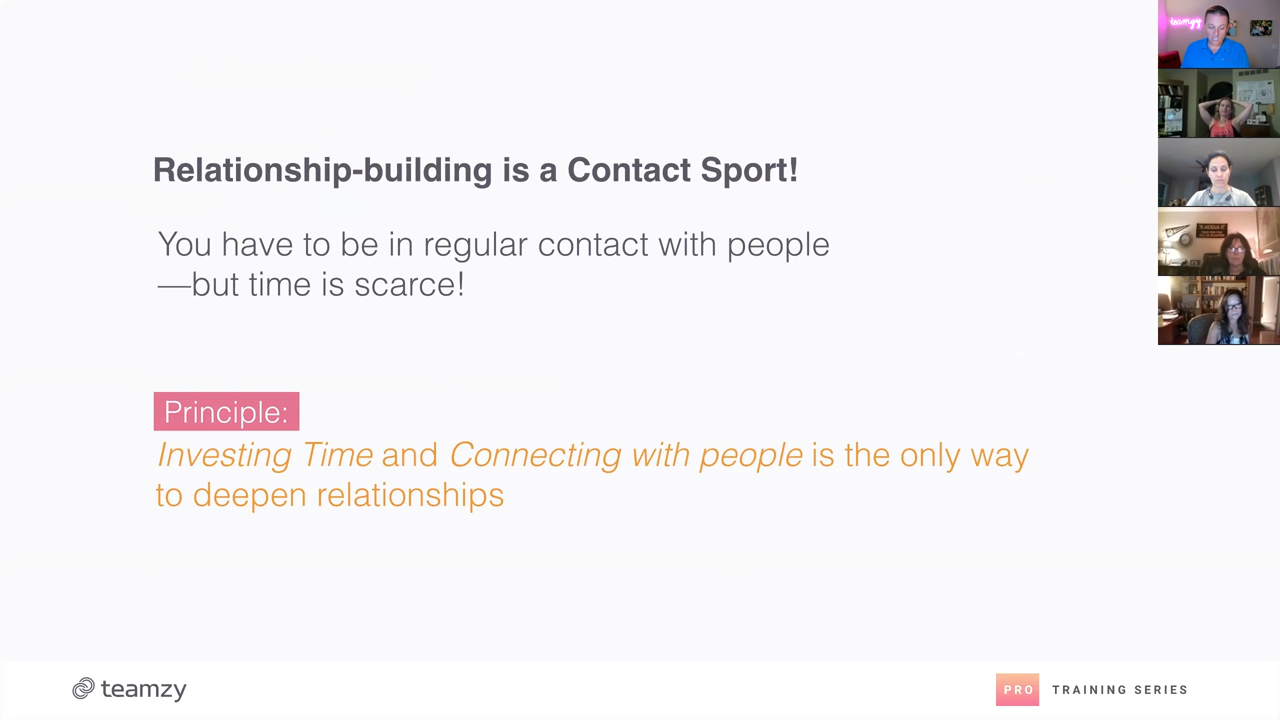 Relationship-building is a Contact Sport!
You have to be in regular contact with people
—but time is scarce!
Principle:
Investing Time and Connecting with people is the only way
to deepen relationships
teamzy
PRO TRAINING SERIES
teamzy